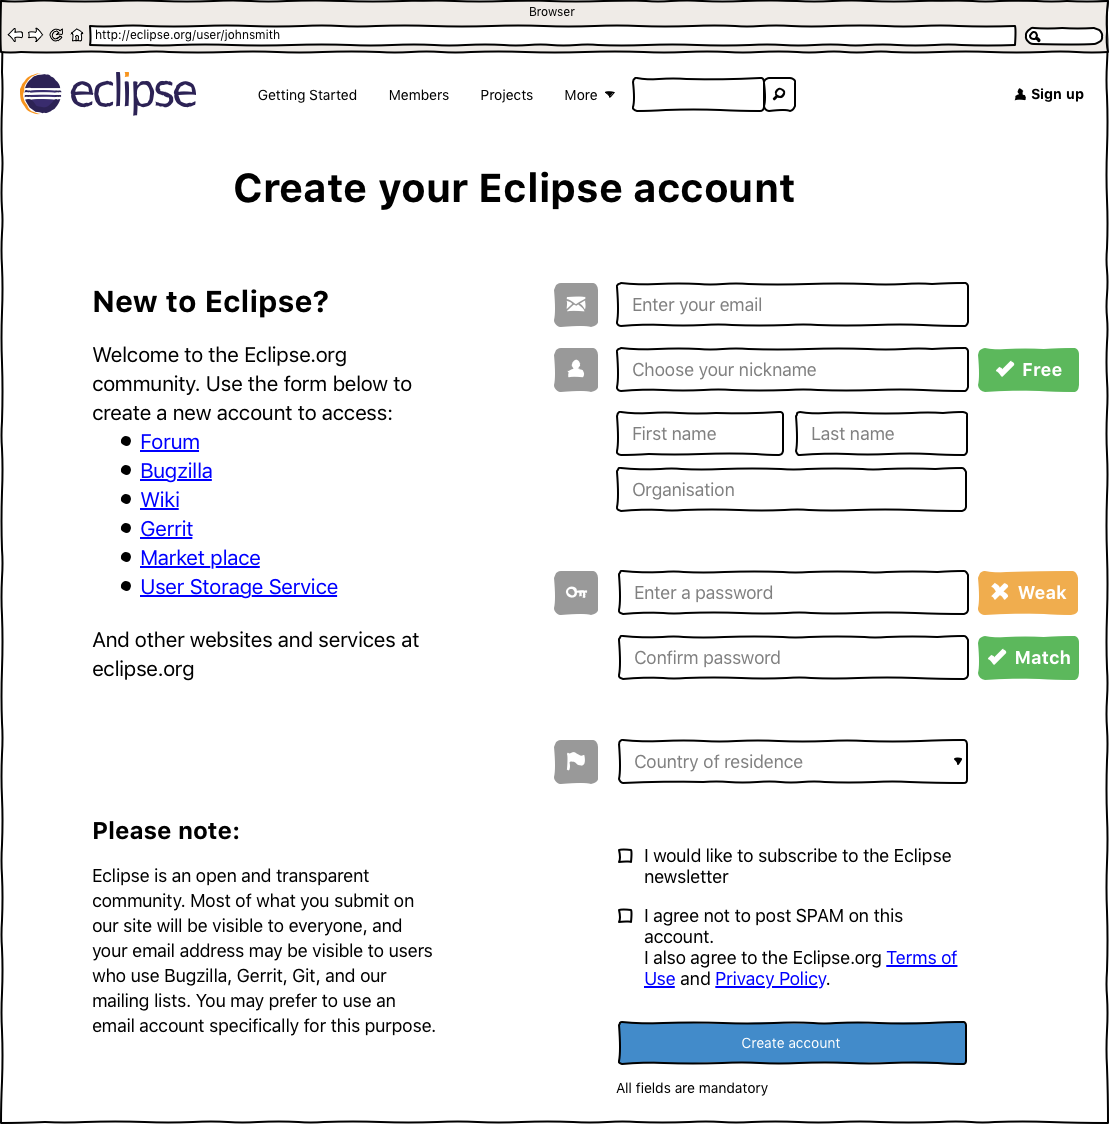 Browser
http://eclipse.org/user/johnsmith
eclipse
Getting Started Members Projects More
Sign up
Create your Eclipse account
New to Eclipse?
Welcome to the Eclipse.org
community. Use the form below to
create a new account to access:
Forum
Bugzilla
Wiki
Gerrit
Market place
User Storage Service
And other websites and services at
eclipse.org
Enter your email
Choose your nickname
Free
First name
Last name
Organisation
Enter a password
Weak
Confirm password
Match
Country of residence
Please note:
Eclipse is an open and transparent
community. Most of what you submit on
our site will be visible to everyone, and
your email address may be visible to users
who use Bugzilla, Gerrit, Git, and our
mailing lists. You may prefer to use an
email account specifically for this purpose.
I would like to subscribe to the Eclipse
newsletter
I agree not to post SPAM on this
account.
I also agree to the Eclipse.org Terms of
Use and Privacy Policy.
Create account
All fields are mandatory